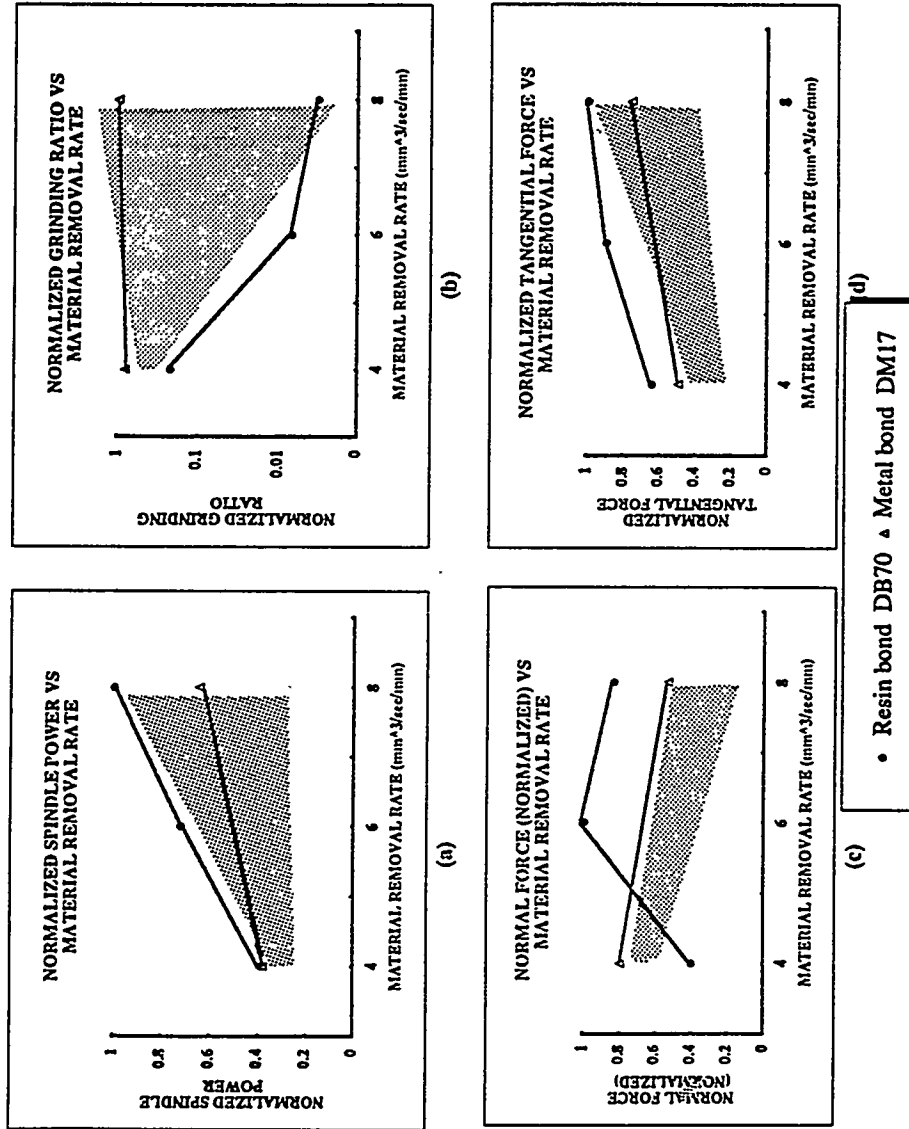 NORMALIZED SPINDLE POWER VS
MATERIAL REMOVAL RATE
NORMALIZED SPINDLE
POWER
1
0.8
0.6
0.4
0.2
0
4
6
8
MATERIAL REMOVAL RATE (mm^3/sec/mm)
(a)
NORMALIZED GRINDING RATIO VS
MATERIAL REMOVAL RATE
NORMALIZED GRINDING
RATIO
1
0.1
0.01
0
4
6
8
MATERIAL REMOVAL RATE (mm^3/sec/mm)
(b)
NORMAL FORCE (NORMALIZED) VS
MATERIAL REMOVAL RATE
NORMAL FORCE
(NORMALIZED)
1
0.8
0.6
0.4
0.2
0
4
6
8
MATERIAL REMOVAL RATE (mm^3/sec/mm)
(c)
NORMALIZED TANGENTIAL FORCE VS
MATERIAL REMOVAL RATE
NORMALIZED
TANGENTIAL FORCE
1
0.8
0.6
0.4
0.2
0
4
6
8
MATERIAL REMOVAL RATE (mm^3/sec/mm)
(d)
Resin bond DB70 Metal bond DM17